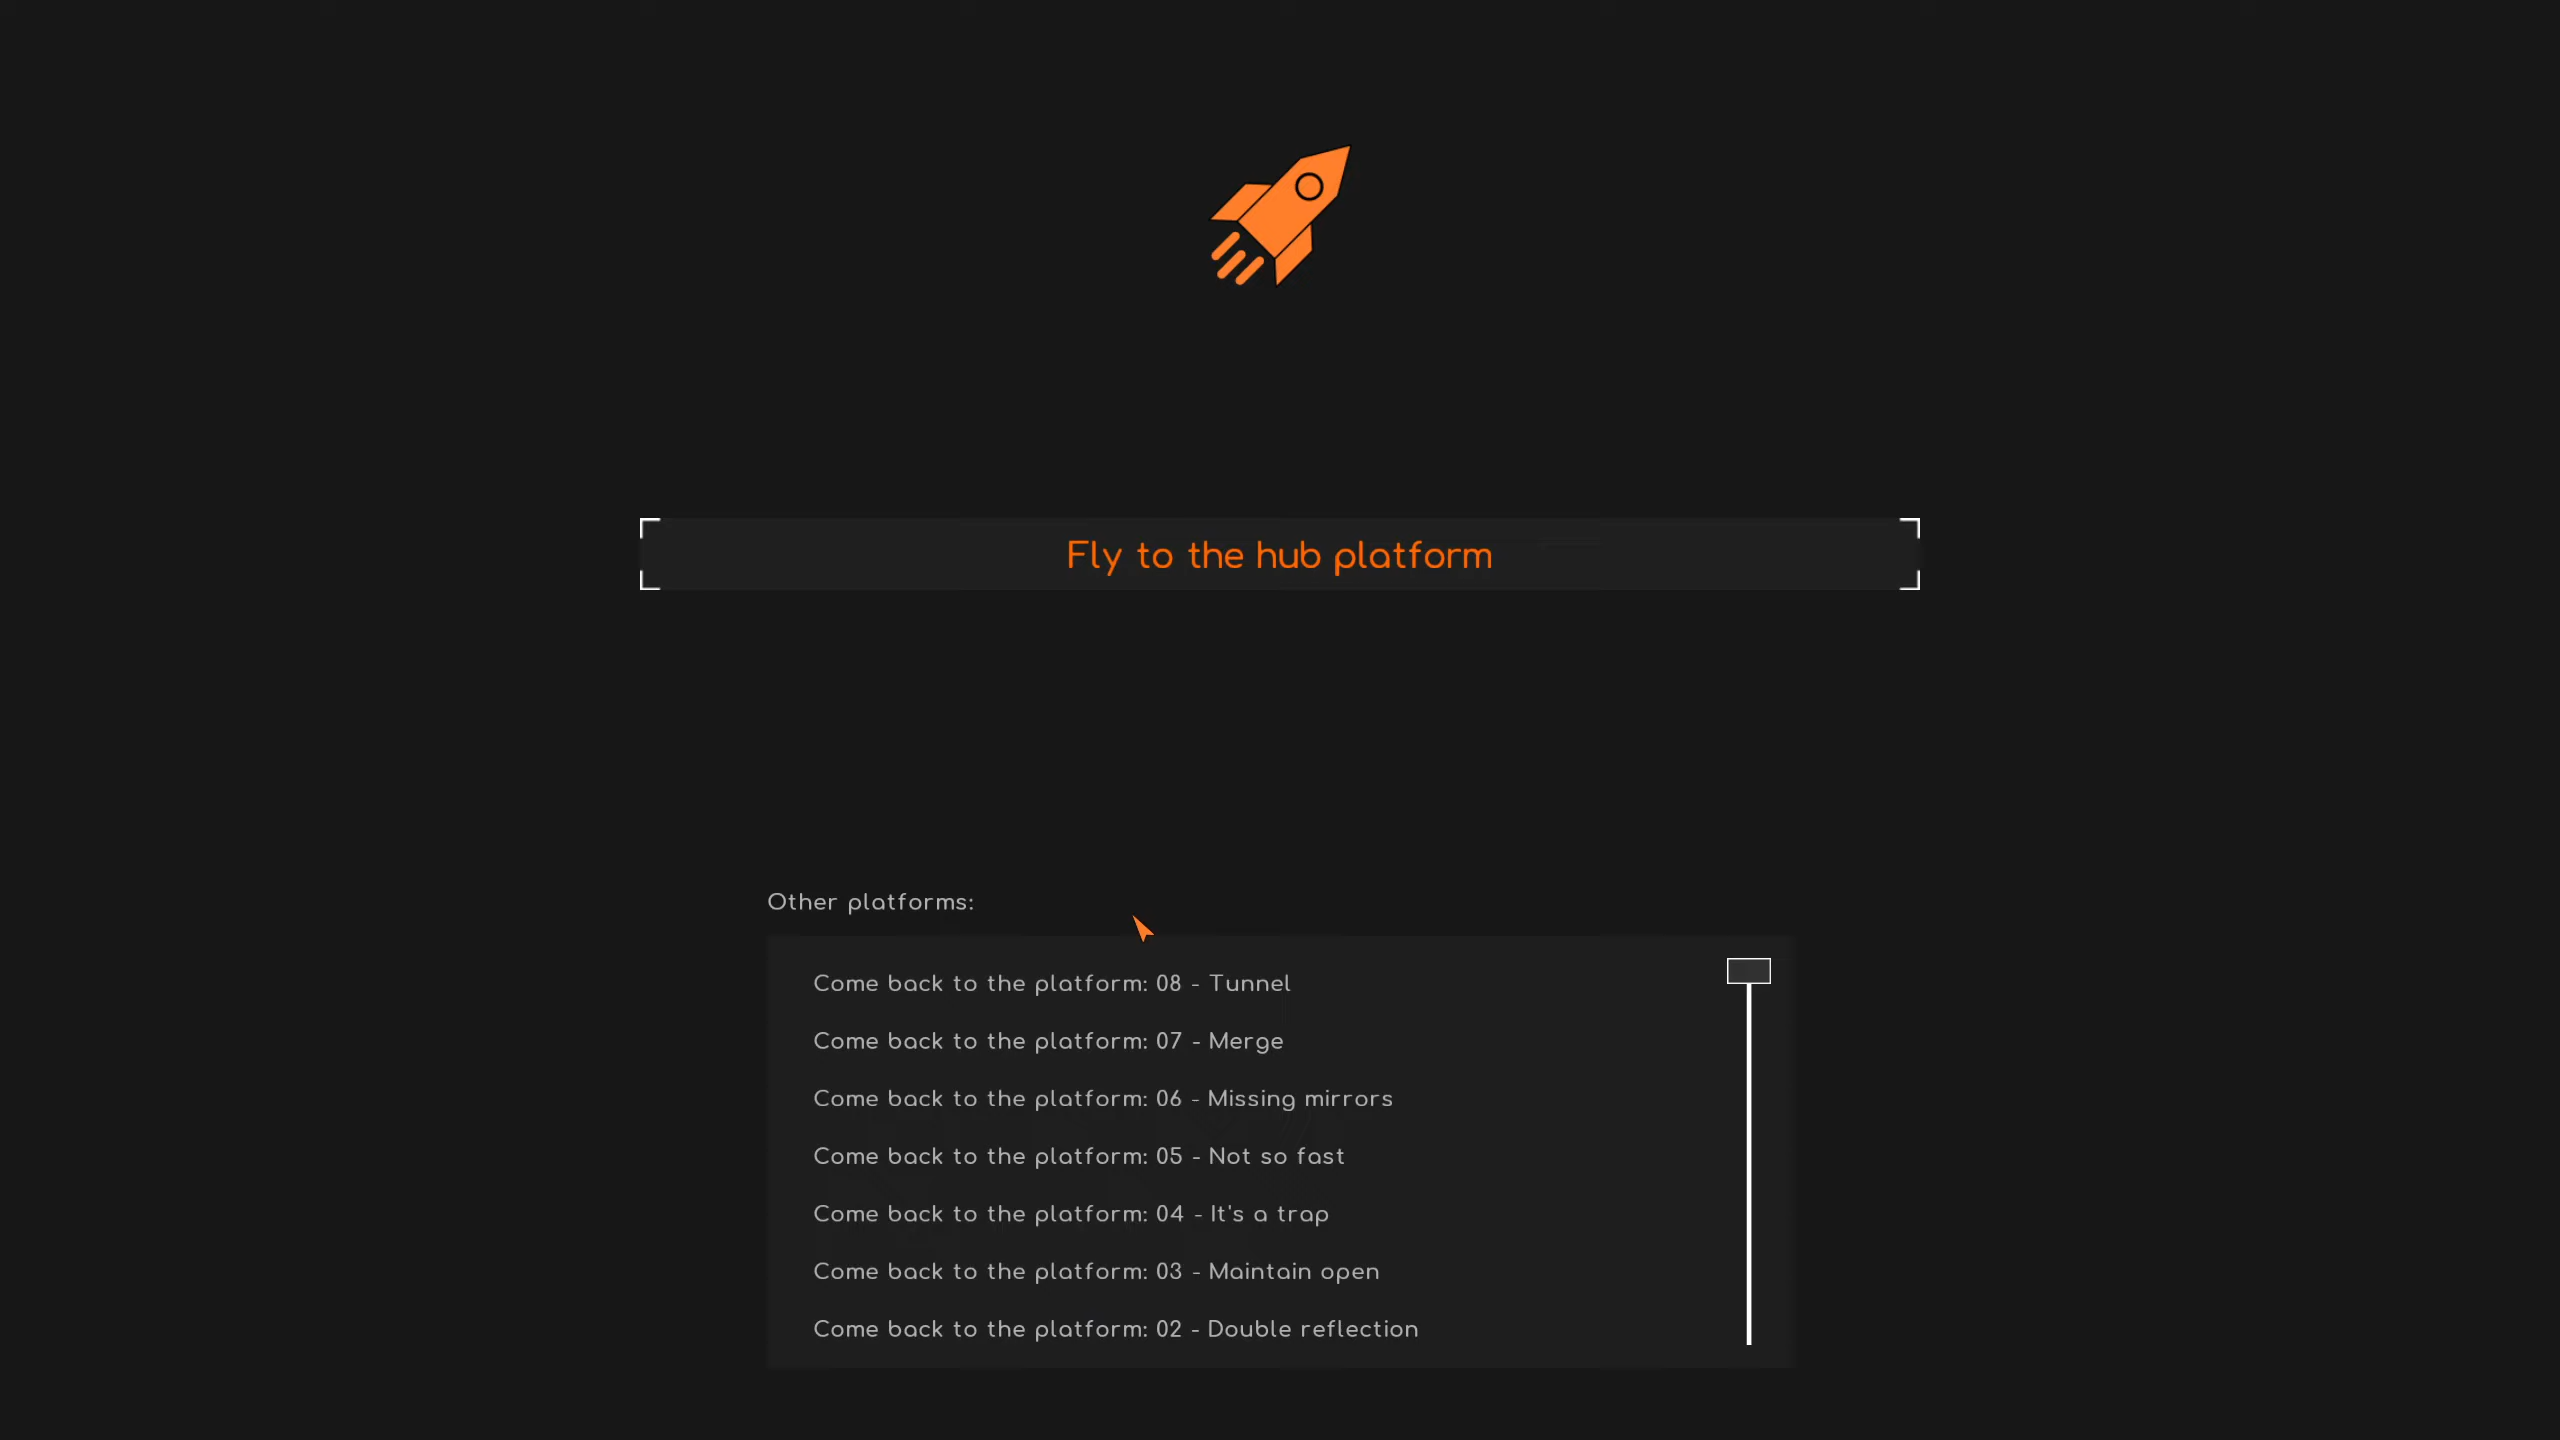 Fly to the hub platform
Other platforms:
Come back to the platform: 08 - Tunnel
Come back to the platform: 07 - Merge
Come back to the platform: 06 - Missing mirrors
Come back to the platform: 05 - Not so fast
Come back to the platform: 04 - It's a trap
Come back to the platform: 03 - Maintain open
Come back to the platform: 02 - Double reflection